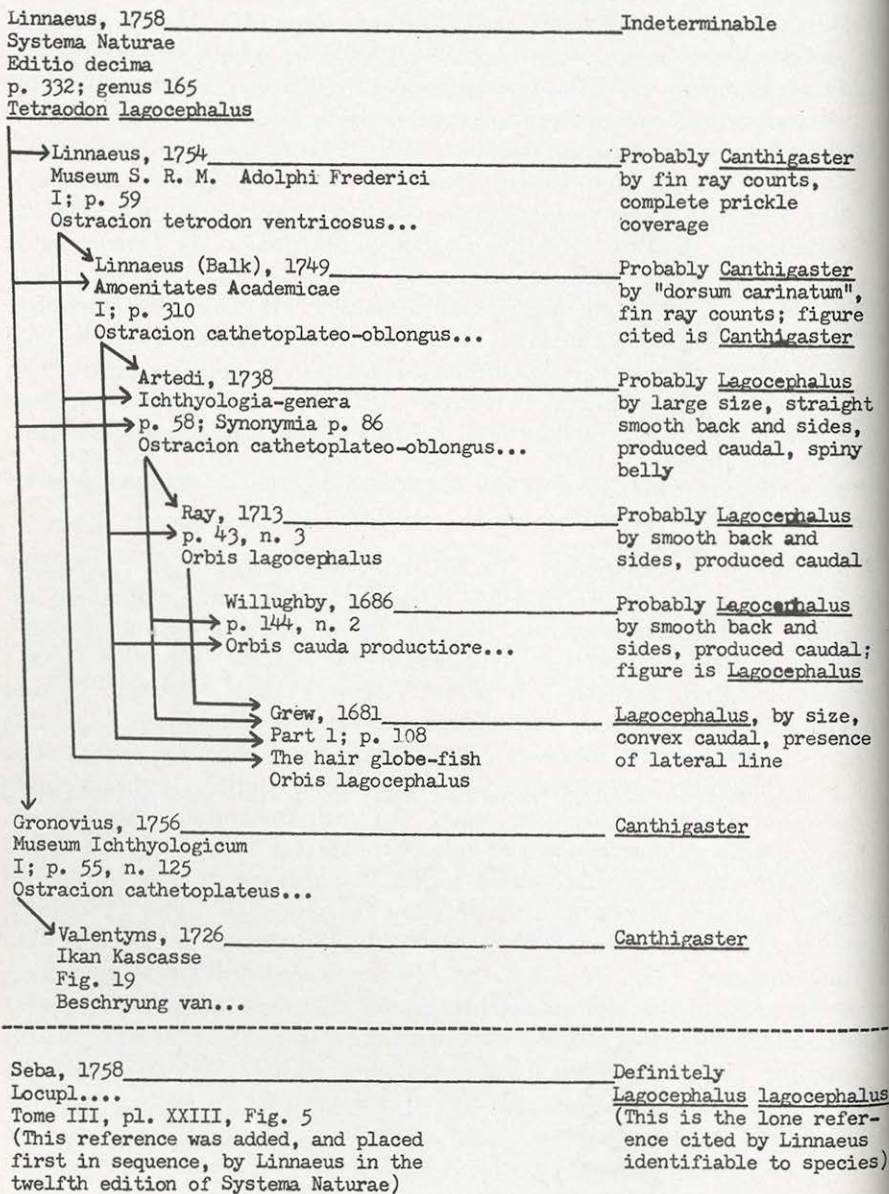 Linnaeus, 1758 Indeterminable
Systema Naturae
Editio decima
p. 332; genus 165
Tetraodon lagocephalus
Linnaeus, 1754 Probably Canthigaster
Museum S. R. M. Adolphi Frederici by fin ray counts,
I; p. 59 complete prickle
Ostracion tetrodon ventricosus... coverage
Linnaeus (Balk), 1749 Probably Canthigaster
Amoenitates Academicae by "dorsum carinatum",
I; p. 310 fin ray counts; figure
Ostracion cathetoplateo-oblongus... cited is Canthigaster
Artedi, 1738 Probably Lagocephalus
Ichthyologia-genera by large size, straight
p. 58; Synonymia p. 86 smooth back and sides,
Ostracion cathetoplateo-oblongus... produced caudal, spiny
belly
Ray, 1713 Probably Lagocephalus
p. 43, n. 3 by smooth back and
Orbis lagocephalus sides, produced caudal
Willughby, 1686 Probably Lagocephalus
p. 144, n. 2 by smooth back and
Orbis cauda productiore... sides, produced caudal;
figure is Lagocephalus
Grew, 1681 Lagocephalus, by size,
Part 1; p. 108 convex caudal, presence
The hair globe-fish of lateral line
Orbis lagocephalus
Gronovius, 1756 Canthigaster
Museum Ichthyologicum
I; p. 55, n. 125
Ostracion cathetoplateus...
Valentyns, 1726 Canthigaster
Ikan Kascasse
Fig. 19
Beschryung van...
Seba, 1758 Definitely
Locupl.... Lagocephalus lagocephalus
Tome III, pl. XXIII, Fig. 5 (This is the lone refer-
(This reference was added, and placed ence cited by Linnaeus
first in sequence, by Linnaeus in the identifiable to species)
twelfth edition of Systema Naturae)